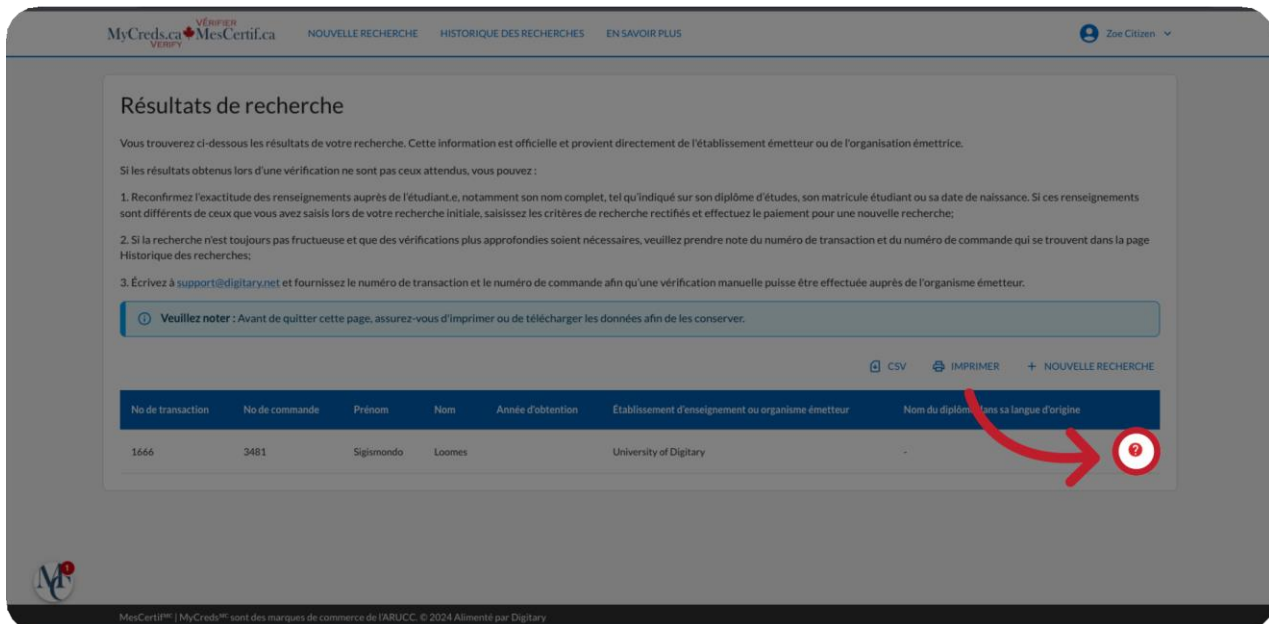 VÉRIFIER
MyCreds.ca MesCertif.ca
VERIFY
NOUVELLE RECHERCHE HISTORIQUE DES RECHERCHES EN SAVOIR PLUS
Zoe Citizen
Résultats de recherche
Vous trouverez ci-dessous les résultats de votre recherche. Cette information est officielle et provient directement de l'établissement émetteur ou de l'organisation émettrice.
Si les résultats obtenus lors d'une vérification ne sont pas ceux attendus, vous pouvez :
1. Reconfirmez l'exactitude des renseignements auprès de l'étudiant.e, notamment son nom complet, tel qu'indiqué sur son diplôme d'études, son matricule étudiant ou sa date de naissance. Si ces renseignements
sont différents de ceux que vous avez saisis lors de votre recherche initiale, saisissez les critères de recherche rectifiés et effectuez le paiement pour une nouvelle recherche;
2. Si la recherche n'est toujours pas fructueuse et que des vérifications plus approfondies soient nécessaires, veuillez prendre note du numéro de transaction et du numéro de commande qui se trouvent dans la page
Historique des recherches;
3. Écrivez à support@digitary.net et fournissez le numéro de transaction et le numéro de commande afin qu'une vérification manuelle puisse être effectuée auprès de l'organisme émetteur.
Veuillez noter : Avant de quitter cette page, assurez-vous d'imprimer ou de télécharger les données afin de les conserver.
CSV IMPRIMER + NOUVELLE RECHERCHE
No de transaction No de commande Prénom Nom Année d'obtention Établissement d'enseignement ou organisme émetteur Nom du diplôme dans sa langue d'origine
1666 3481 Sigismondo Loomes University of Digitary - ?
MC 1
MesCertifᴹᶜ | MyCredsᴹᶜ sont des marques de commerce de l'ARUCC. © 2024 Alimenté par Digitary